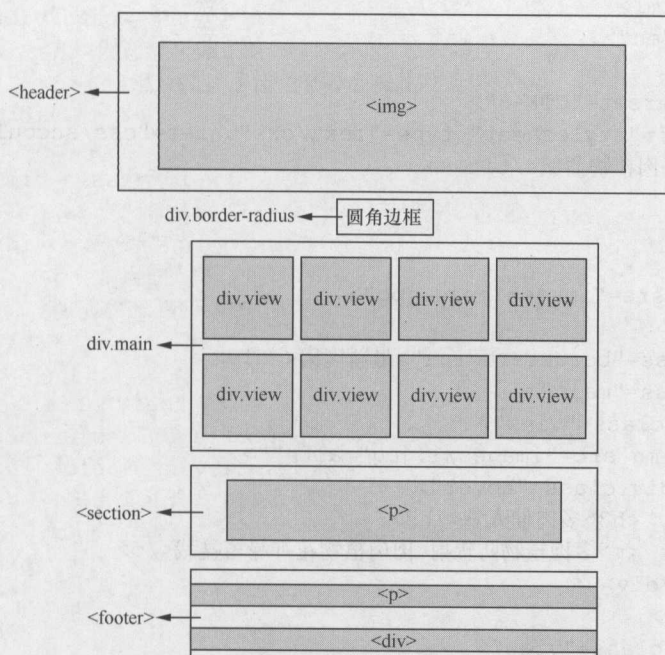 <header>
<img>
div.border-radius 圆角边框
div.view div.view div.view div.view
div.main
div.view div.view div.view div.view
<section>
<p>
<p>
<footer>
<div>